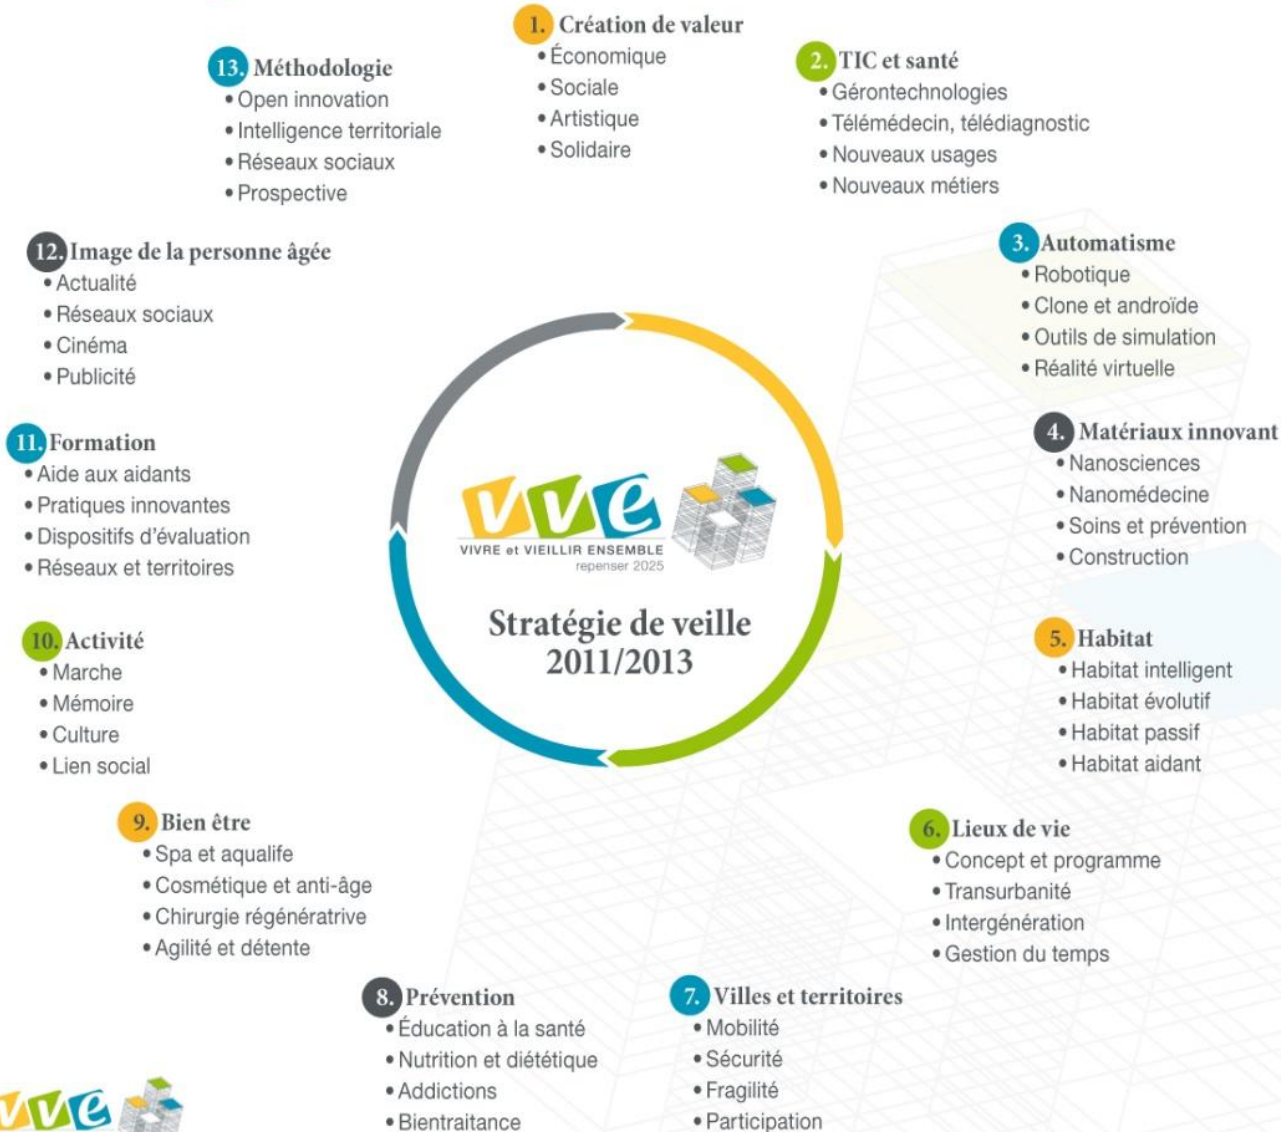 1. Création de valeur
• Économique
• Sociale
• Artistique
• Solidaire
2. TIC et santé
• Gérontechnologies
• Télémédecin, télédiagnostic
• Nouveaux usages
• Nouveaux métiers
3. Automatisme
• Robotique
• Clone et androïde
• Outils de simulation
• Réalité virtuelle
4. Matériaux innovant
• Nanosciences
• Nanomédecine
• Soins et prévention
• Construction
5. Habitat
• Habitat intelligent
• Habitat évolutif
• Habitat passif
• Habitat aidant
6. Lieux de vie
• Concept et programme
• Transurbanité
• Intergénération
• Gestion du temps
7. Villes et territoires
• Mobilité
• Sécurité
• Fragilité
• Participation
8. Prévention
• Éducation à la santé
• Nutrition et diététique
• Addictions
• Bientraitance
9. Bien être
• Spa et aqualife
• Cosmétique et anti-âge
• Chirurgie régénératrive
• Agilité et détente
10. Activité
• Marche
• Mémoire
• Culture
• Lien social
11. Formation
• Aide aux aidants
• Pratiques innovantes
• Dispositifs d'évaluation
• Réseaux et territoires
12. Image de la personne âgée
• Actualité
• Réseaux sociaux
• Cinéma
• Publicité
13. Méthodologie
• Open innovation
• Intelligence territoriale
• Réseaux sociaux
• Prospective
vve
VIVRE et VIEILLIR ENSEMBLE
repenser 2025
Stratégie de veille
2011/2013
vve